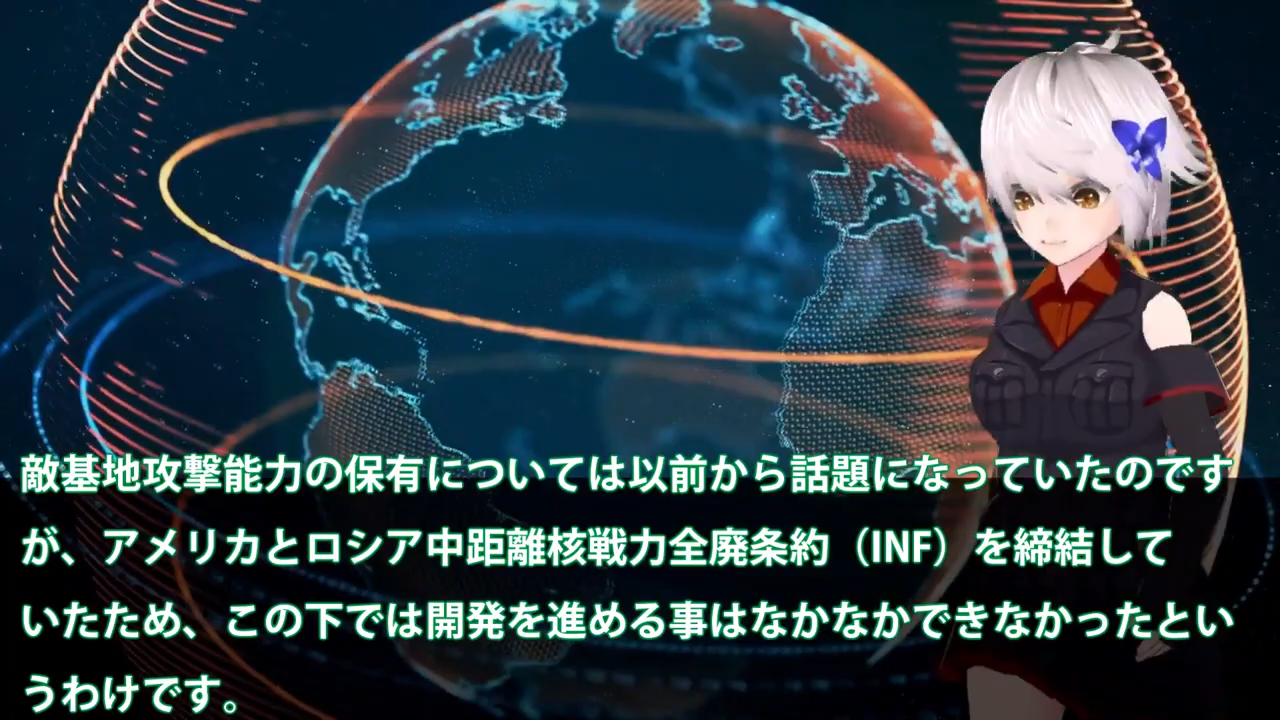 敵基地攻撃能力の保有については以前から話題になっていたのです
が、アメリカとロシア中距離核戦力全廃条約（INF）を締結して
いたため、この下では開発を進める事はなかなかできなかったとい
うわけです。